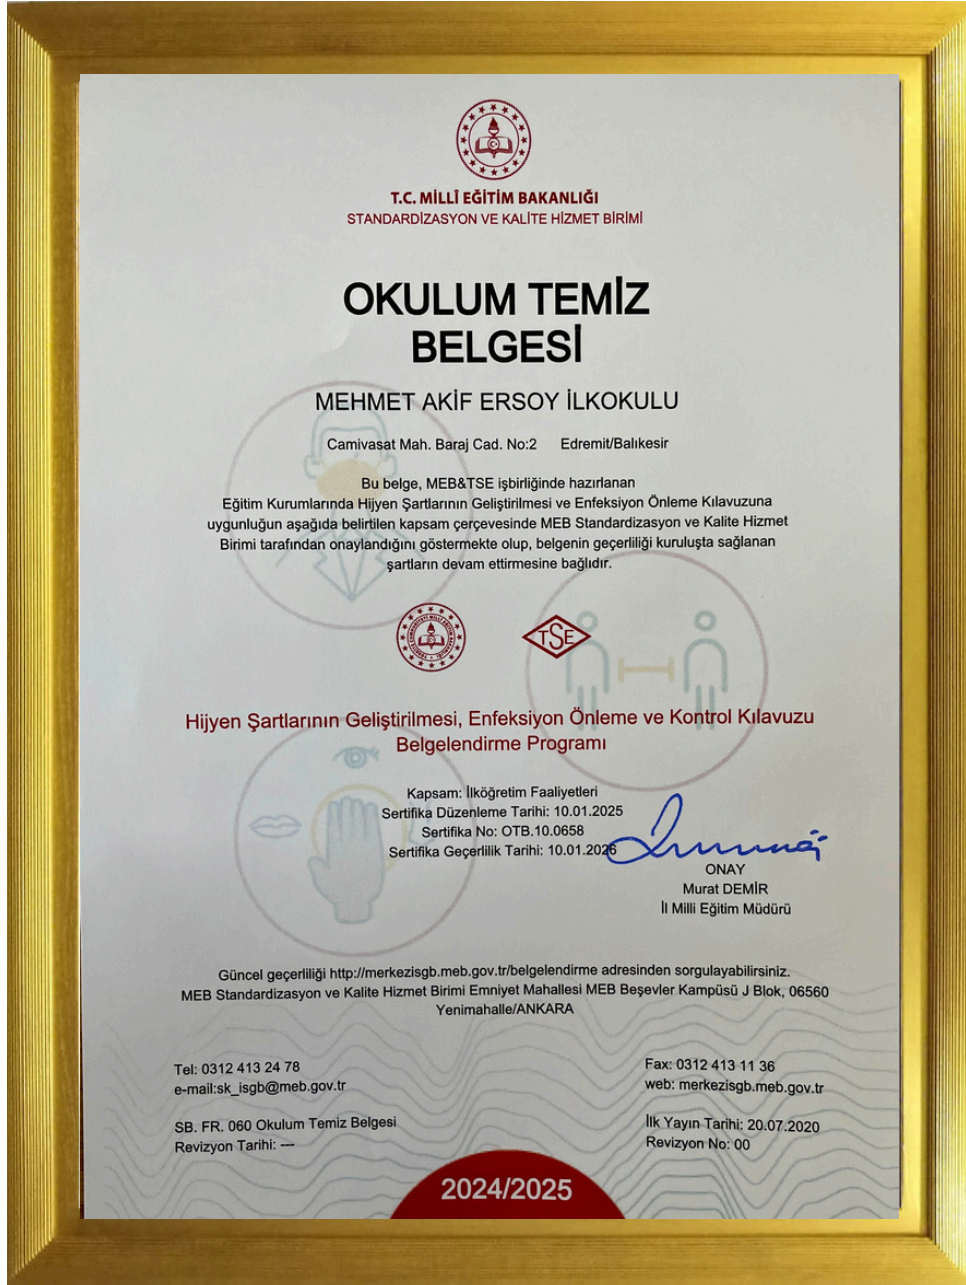 T.C. MİLLÎ EĞİTİM BAKANLIĞI
STANDARDİZASYON VE KALİTE HİZMET BİRİMİ
OKULUM TEMİZ
BELGESİ
MEHMET AKİF ERSOY İLKOKULU
Camivasat Mah. Baraj Cad. No:2 Edremit/Balıkesir
Bu belge, MEB&TSE işbirliğinde hazırlanan
Eğitim Kurumlarında Hijyen Şartlarının Geliştirilmesi ve Enfeksiyon Önleme Kılavuzuna
uygunluğun aşağıda belirtilen kapsam çerçevesinde MEB Standardizasyon ve Kalite Hizmet
Birimi tarafından onaylandığını göstermekte olup, belgenin geçerliliği kuruluşta sağlanan
şartların devam ettirmesine bağlıdır.
TSE
Hijyen Şartlarının Geliştirilmesi, Enfeksiyon Önleme ve Kontrol Kılavuzu
Belgelendirme Programı
Kapsam: İlköğretim Faaliyetleri
Sertifika Düzenleme Tarihi: 10.01.2025
Sertifika No: OTB.10.0658
Sertifika Geçerlilik Tarihi: 10.01.2026
ONAY
Murat DEMİR
İl Milli Eğitim Müdürü
Güncel geçerliliği http://merkezisgb.meb.gov.tr/belgelendirme adresinden sorgulayabilirsiniz.
MEB Standardizasyon ve Kalite Hizmet Birimi Emniyet Mahallesi MEB Beşevler Kampüsü J Blok, 06560
Yenimahalle/ANKARA
Tel: 0312 413 24 78
e-mail:sk_isgb@meb.gov.tr
Fax: 0312 413 11 36
web: merkezisgb.meb.gov.tr
SB. FR. 060 Okulum Temiz Belgesi
Revizyon Tarihi: ---
İlk Yayın Tarihi: 20.07.2020
Revizyon No: 00
2024/2025